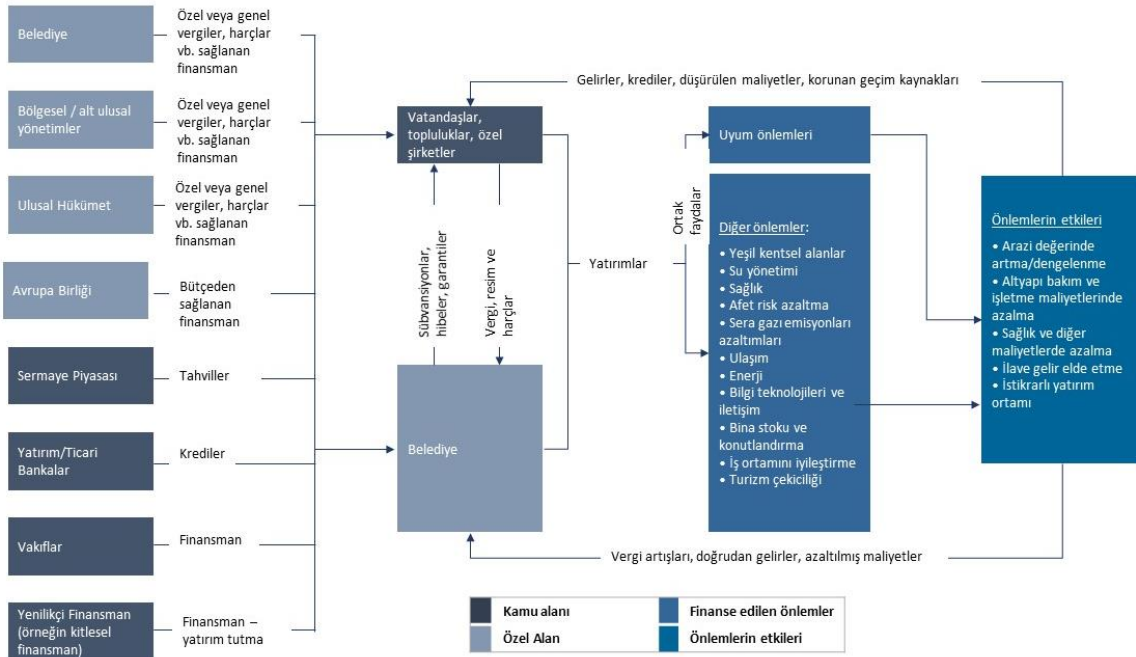 Belediye
Özel veya genel
vergiler, harçlar
vb. sağlanan
finansman
Bölgesel / alt ulusal
yönetimler
Özel veya genel
vergiler, harçlar
vb. sağlanan
finansman
Ulusal Hükümet
Özel veya genel
vergiler, harçlar
vb. sağlanan
finansman
Avrupa Birliği
Bütçeden
sağlanan
finansman
Sermaye Piyasası
Tahviller
Yatırım/Ticari
Bankalar
Krediler
Vakıflar
Finansman
Yenilikçi Finansman
(örneğin kitlesel
finansman)
Finansman –
yatırım tutma
Gelirler, krediler, düşürülen maliyetler, korunan geçim kaynakları
Vatandaşlar,
topluluklar, özel
şirketler
Sübvansiyonlar,
hibeler, garantiler
Vergi, resim ve
harçlar
Belediye
Yatırımlar
Ortak
faydalar
Uyum önlemleri
Diğer önlemler:
• Yeşil kentsel alanlar
• Su yönetimi
• Sağlık
• Afet risk azaltma
• Sera gazı emisyonları
azaltımları
• Ulaşım
• Enerji
• Bilgi teknolojileri ve
iletişim
• Bina stoku ve
konutlandırma
• İş ortamını iyileştirme
• Turizm çekiciliği
Önlemlerin etkileri
• Arazi değerinde
artma/dengelenme
• Altyapı bakım ve
işletme maliyetlerinde
azalma
• Sağlık ve diğer
maliyetlerde azalma
• İlave gelir elde etme
• İstikrarlı yatırım
ortamı
Vergi artışları, doğrudan gelirler, azaltılmış maliyetler
Kamu alanı
Finanse edilen önlemler
Özel Alan
Önlemlerin etkileri